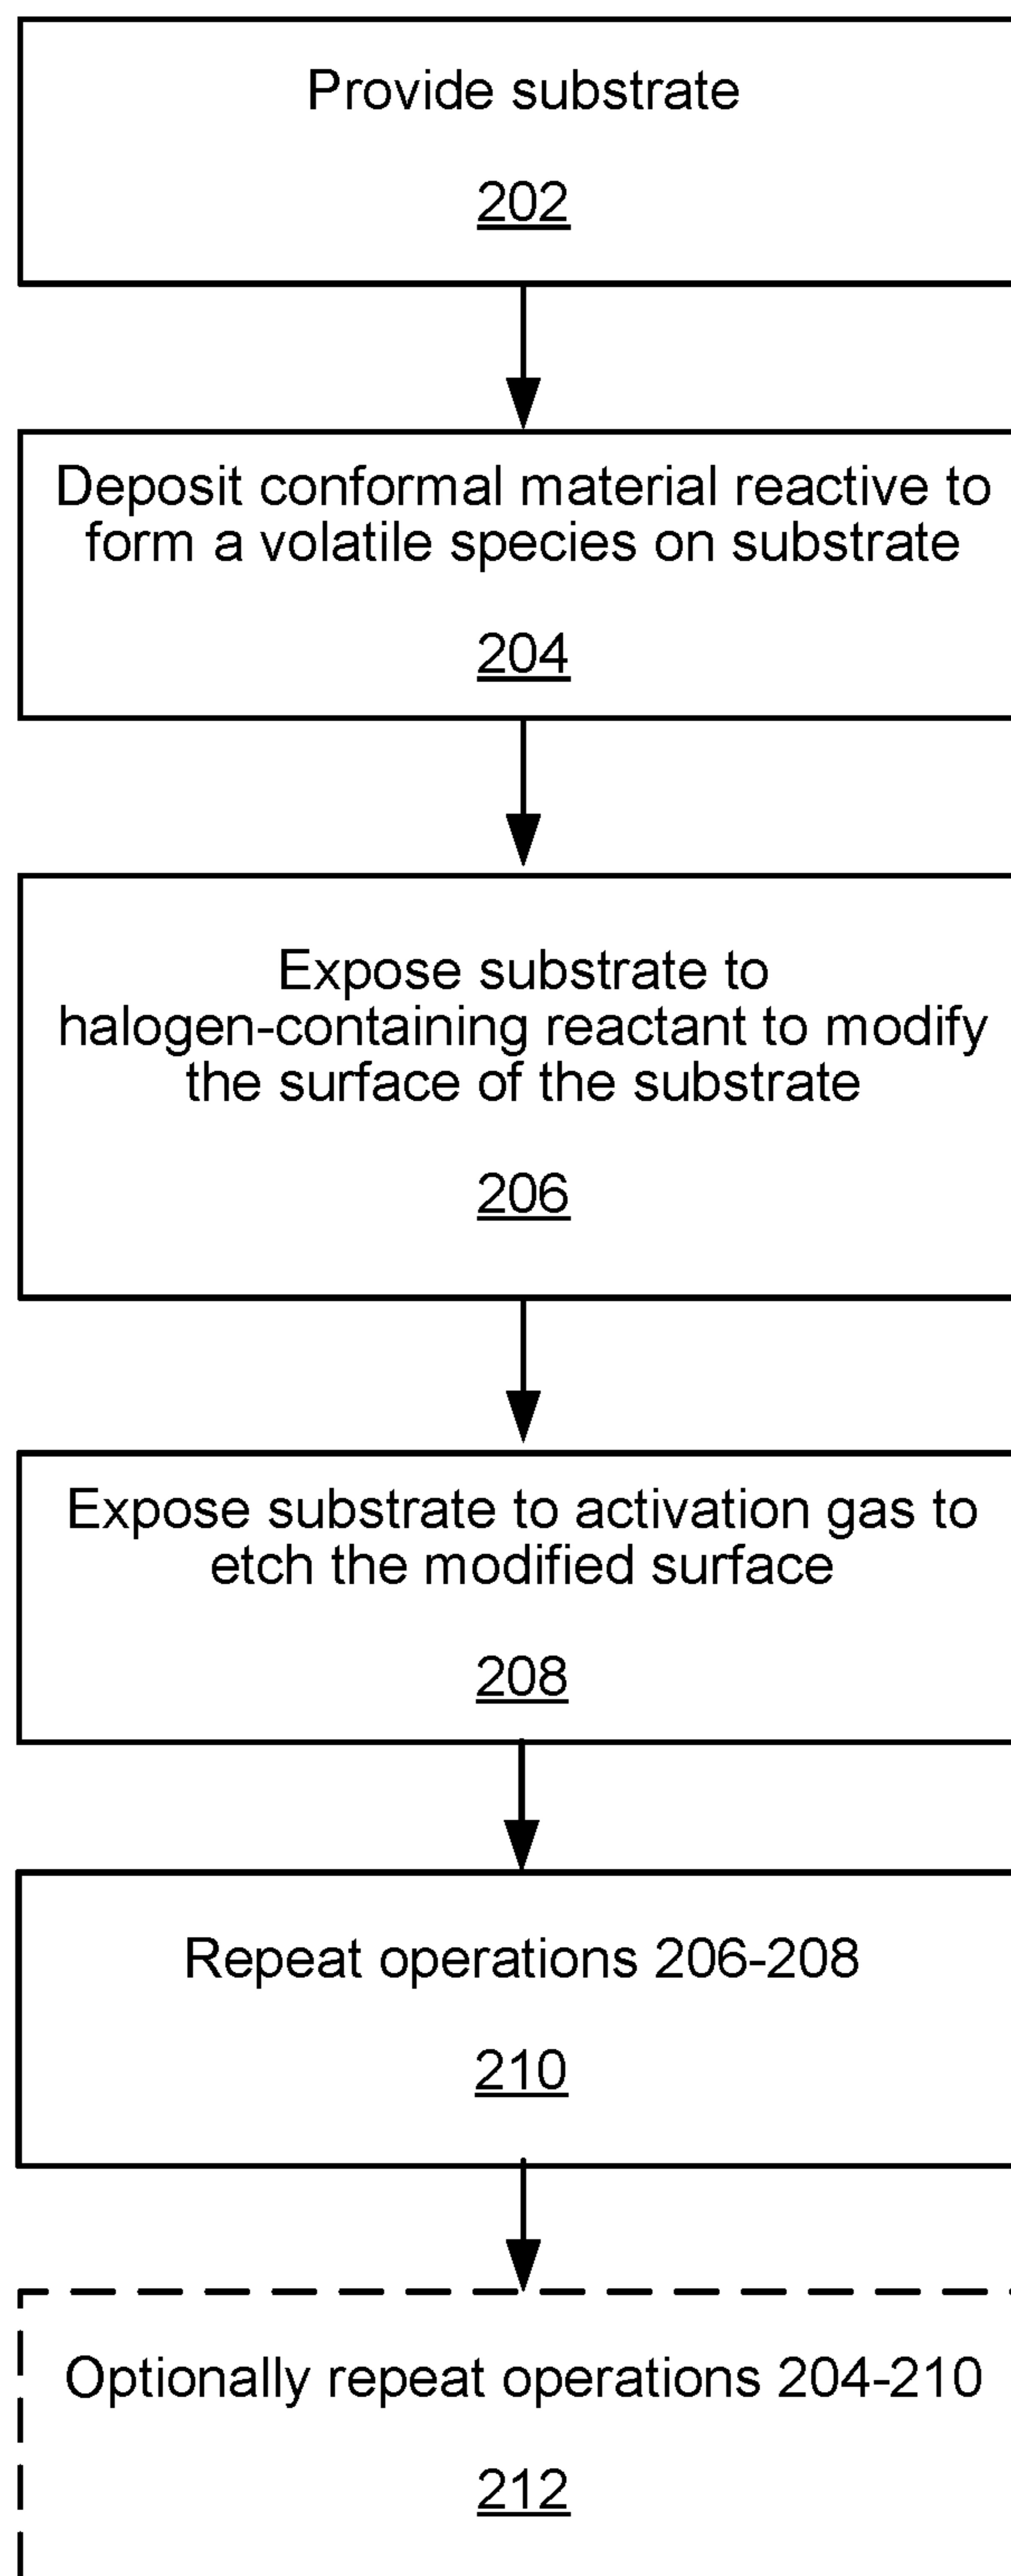 Provide substrate
202
Deposit conformal material reactive to
form a volatile species on substrate
204
Expose substrate to
halogen-containing reactant to modify
the surface of the substrate
206
Expose substrate to activation gas to
etch the modified surface
208
Repeat operations 206-208
210
Optionally repeat operations 204-210
212